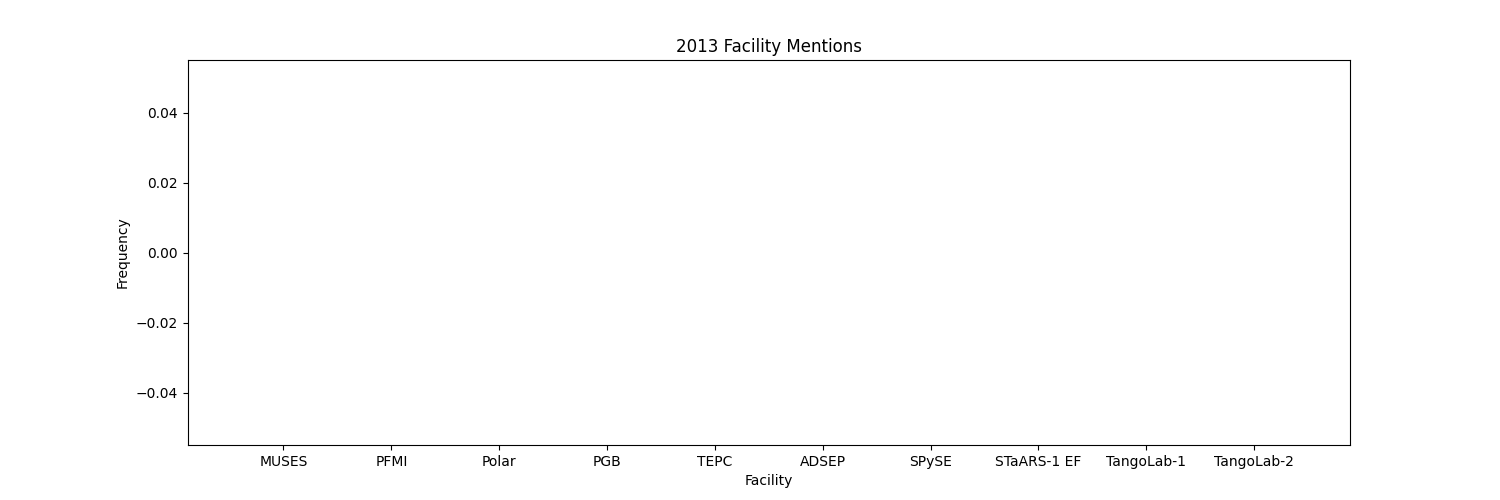 2013 Facility Mentions
0.04
0.02
0.00
−0.02
−0.04
Frequency
MUSES PFMI Polar PGB TEPC ADSEP SPySE STaARS-1 EF TangoLab-1 TangoLab-2
Facility